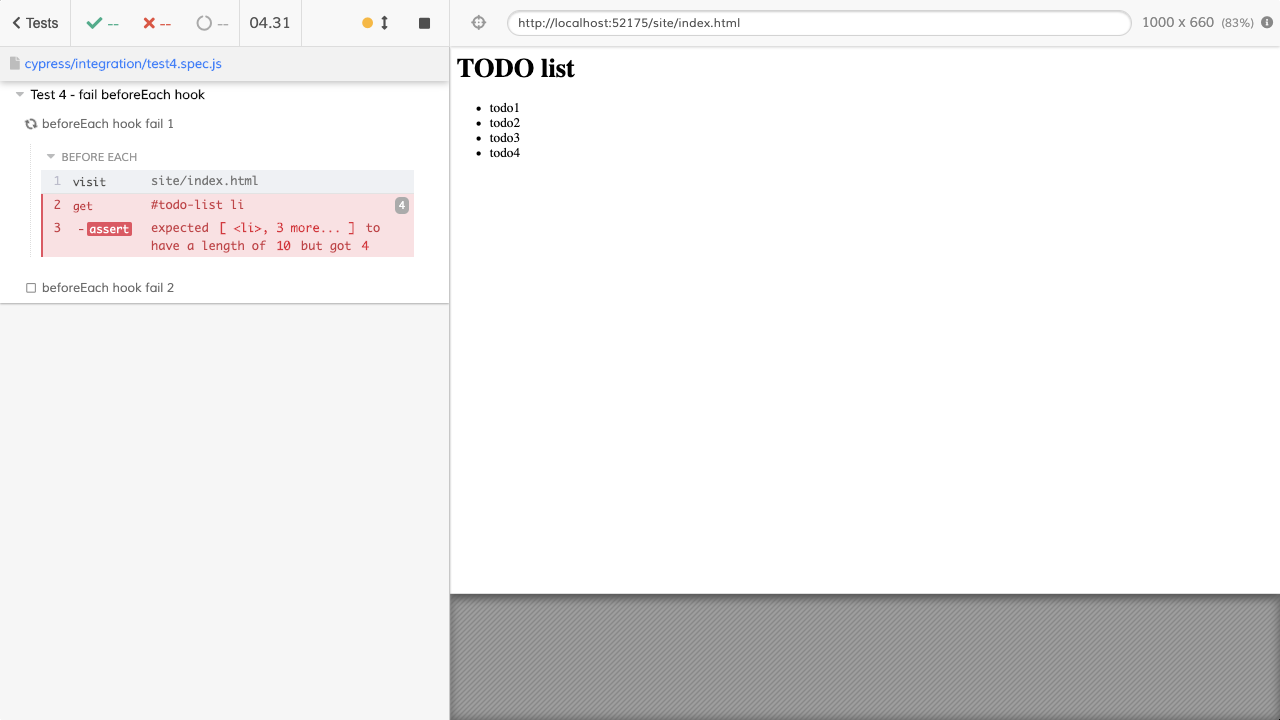 Tests -- -- -- 04.31
http://localhost:52175/site/index.html 1000 x 660 (83%)
cypress/integration/test4.spec.js
Test 4 - fail beforeEach hook
beforeEach hook fail 1
BEFORE EACH
1 visit site/index.html
2 get #todo-list li 4
3 -assert expected [ <li>, 3 more... ] to
have a length of 10 but got 4
beforeEach hook fail 2
TODO list
• todo1
• todo2
• todo3
• todo4